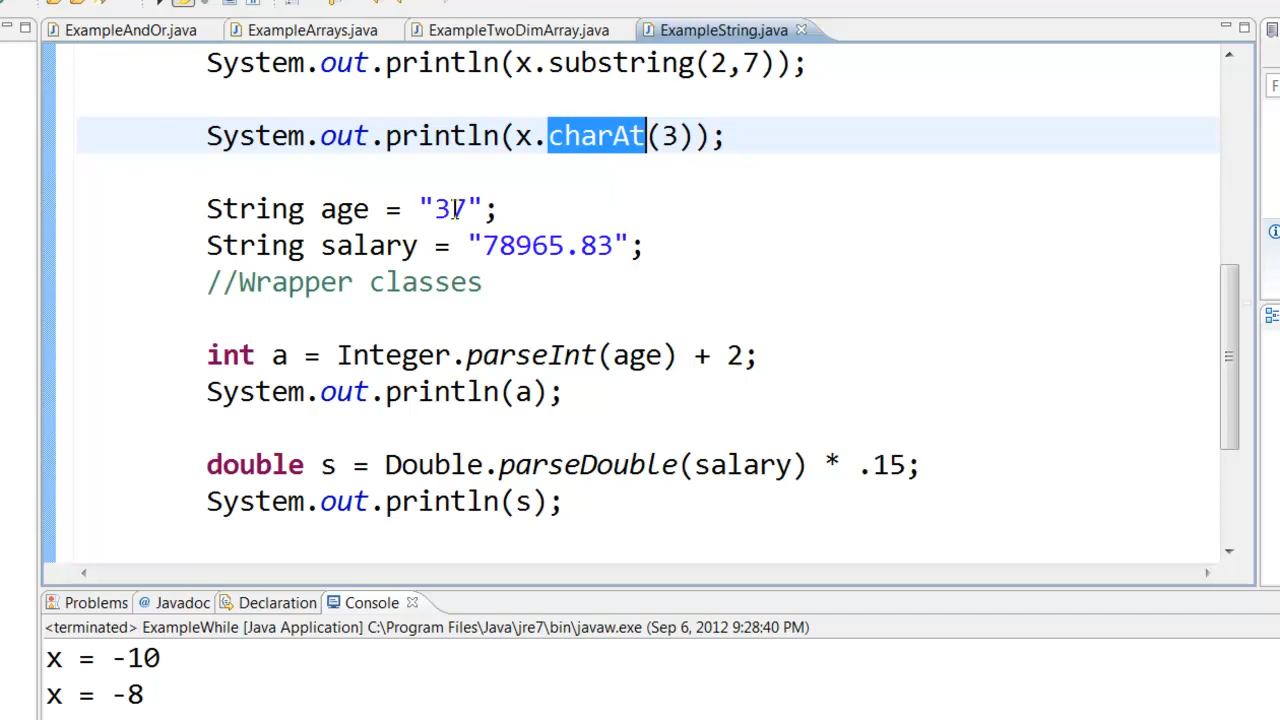 ExampleAndOr.java ExampleArrays.java ExampleTwoDimArray.java ExampleString.java
System.out.println(x.substring(2,7));
System.out.println(x.charAt(3));
String age = "37";
String salary = "78965.83";
//Wrapper classes
int a = Integer.parseInt(age) + 2;
System.out.println(a);
double s = Double.parseDouble(salary) * .15;
System.out.println(s);
Problems @ Javadoc Declaration Console
<terminated> ExampleWhile [Java Application] C:\Program Files\Java\jre7\bin\javaw.exe (Sep 6, 2012 9:28:40 PM)
x = -10
x = -8